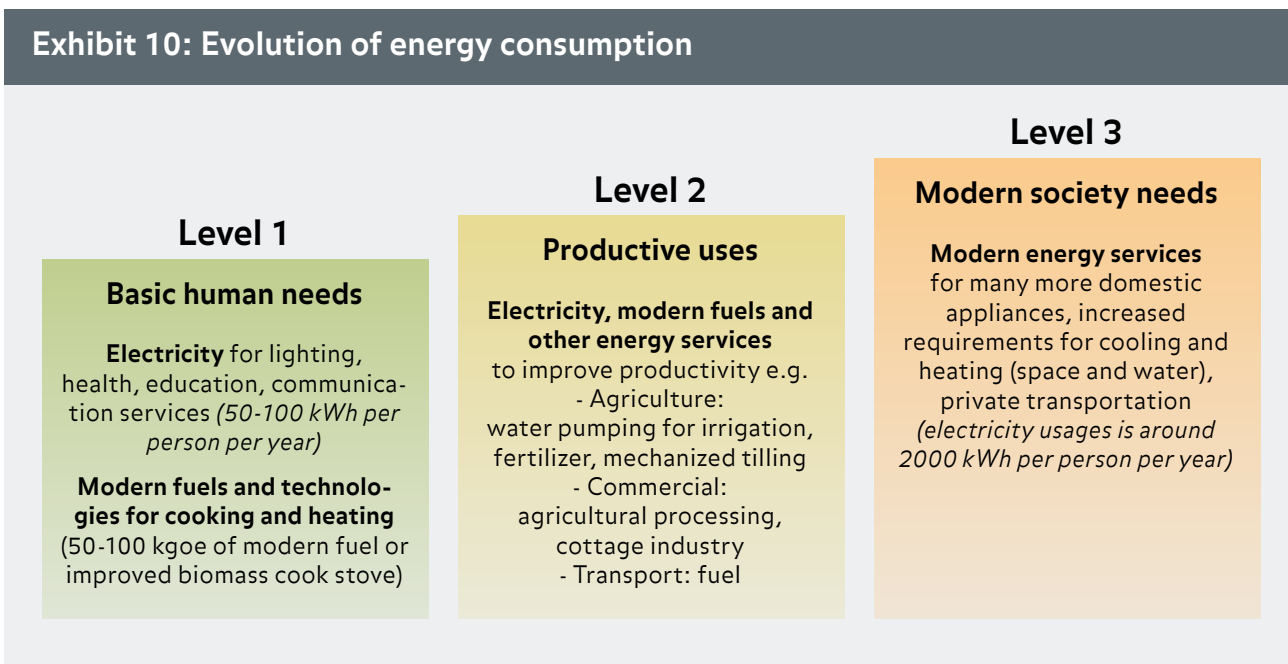 Exhibit 10: Evolution of energy consumption
Level 1
Basic human needs
Electricity for lighting,
health, education, communica-
tion services (50-100 kWh per
person per year)
Modern fuels and technolo-
gies for cooking and heating
(50-100 kgoe of modern fuel or
improved biomass cook stove)
Level 2
Productive uses
Electricity, modern fuels and
other energy services
to improve productivity e.g.
- Agriculture:
water pumping for irrigation,
fertilizer, mechanized tilling
- Commercial:
agricultural processing,
cottage industry
- Transport: fuel
Level 3
Modern society needs
Modern energy services
for many more domestic
appliances, increased
requirements for cooling and
heating (space and water),
private transportation
(electricity usages is around
2000 kWh per person per year)